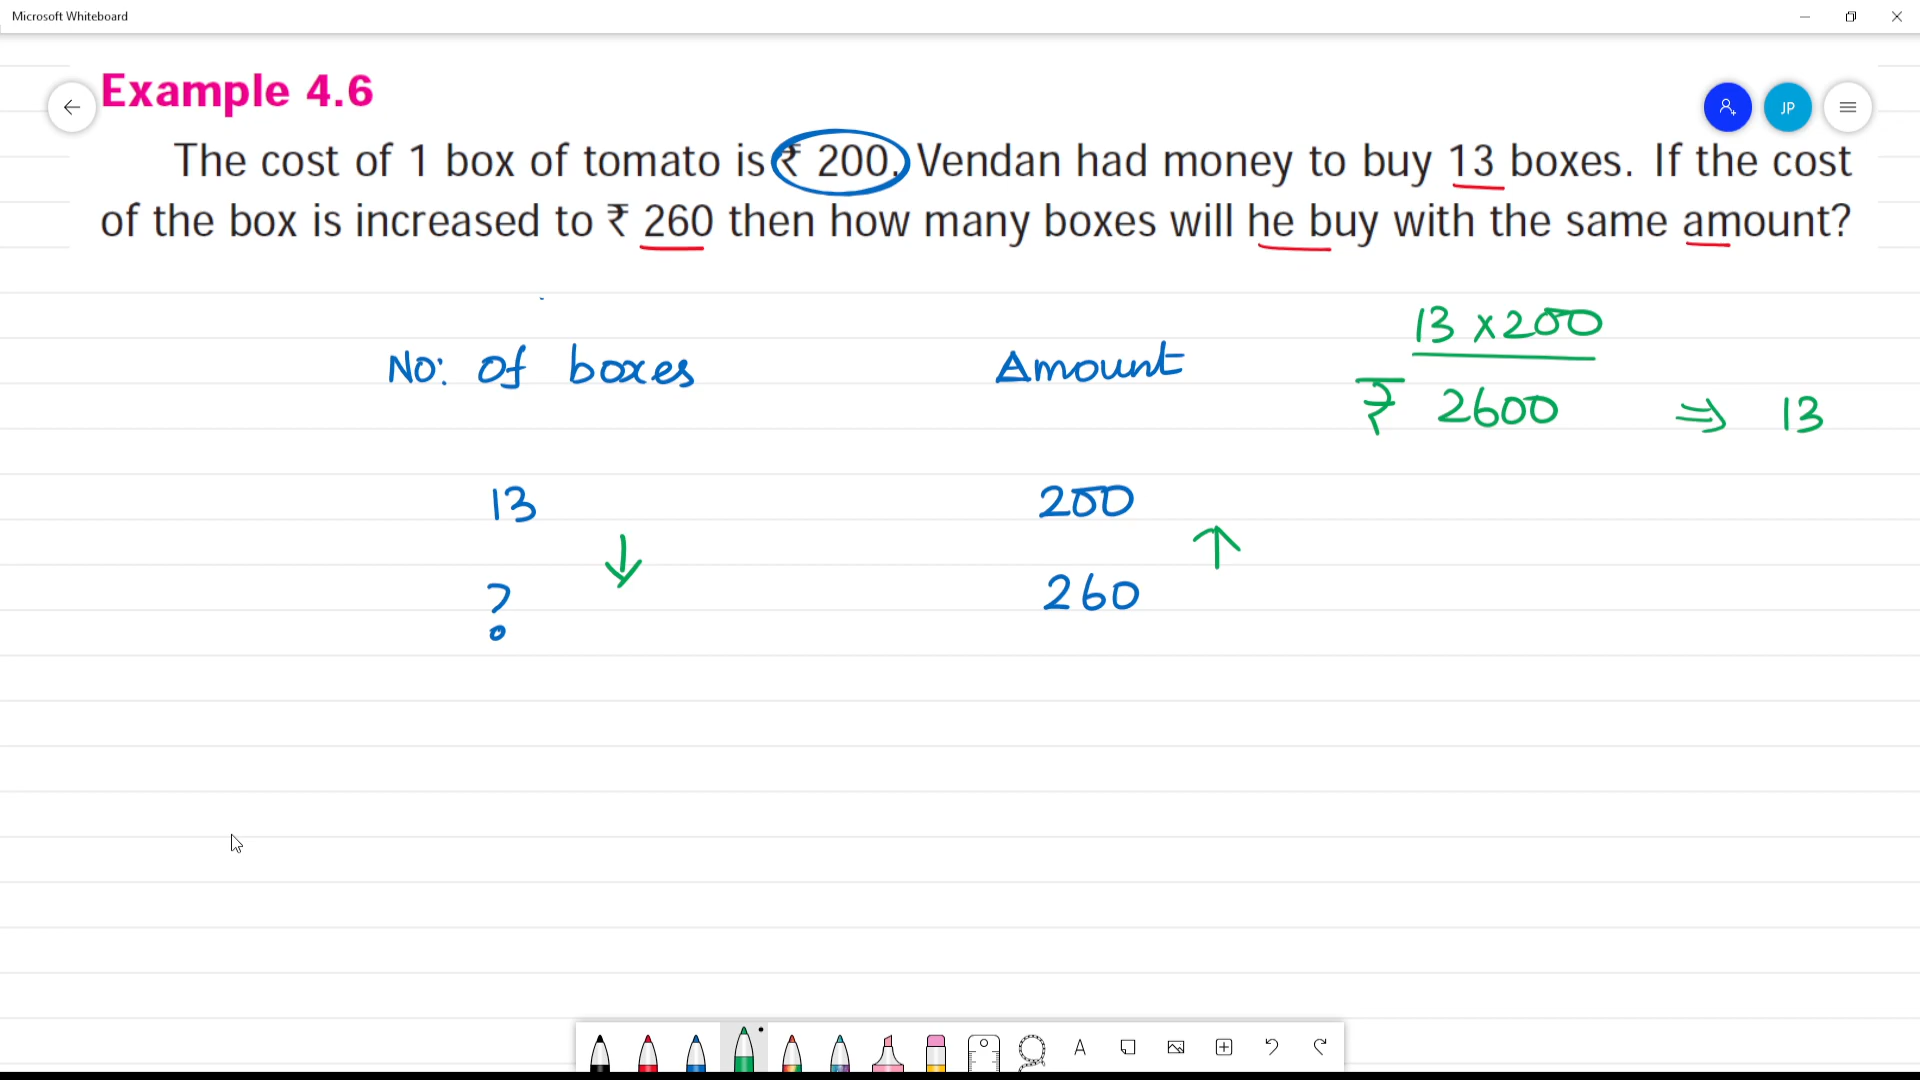 Microsoft Whiteboard
Example 4.6
JP
The cost of 1 box of tomato is ₹ 200. Vendan had money to buy 13 boxes. If the cost
of the box is increased to ₹ 260 then how many boxes will he buy with the same amount?
13 x 200
No: of boxes Amount
₹ 2600 ⇒ 13
13 200
↓ ↑
? 260
A